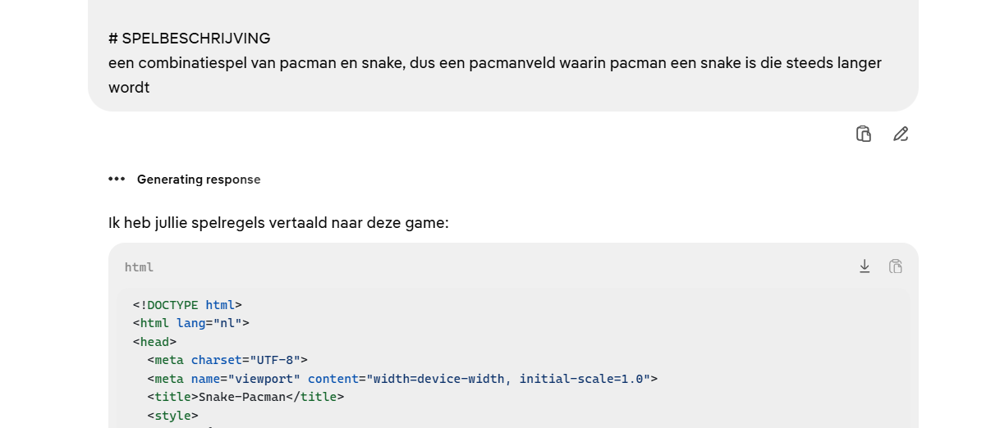 # SPELBESCHRIJVING
een combinatiespel van pacman en snake, dus een pacmanveld waarin pacman een snake is die steeds langer
wordt
••• Generating response
Ik heb jullie spelregels vertaald naar deze game:
html
<!DOCTYPE html>
<html lang="nl">
<head>
  <meta charset="UTF-8">
  <meta name="viewport" content="width=device-width, initial-scale=1.0">
  <title>Snake-Pacman</title>
  <style>